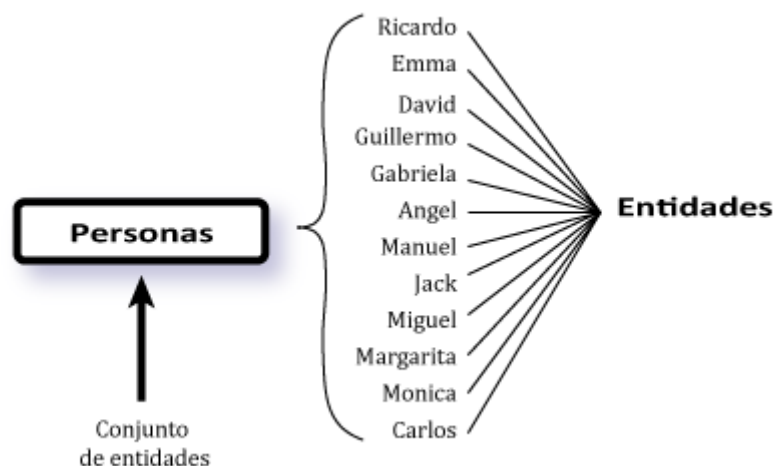 Ricardo
Emma
David
Guillermo
Gabriela
Angel
Manuel
Jack
Miguel
Margarita
Monica
Carlos
Entidades
Personas
Conjunto
de entidades